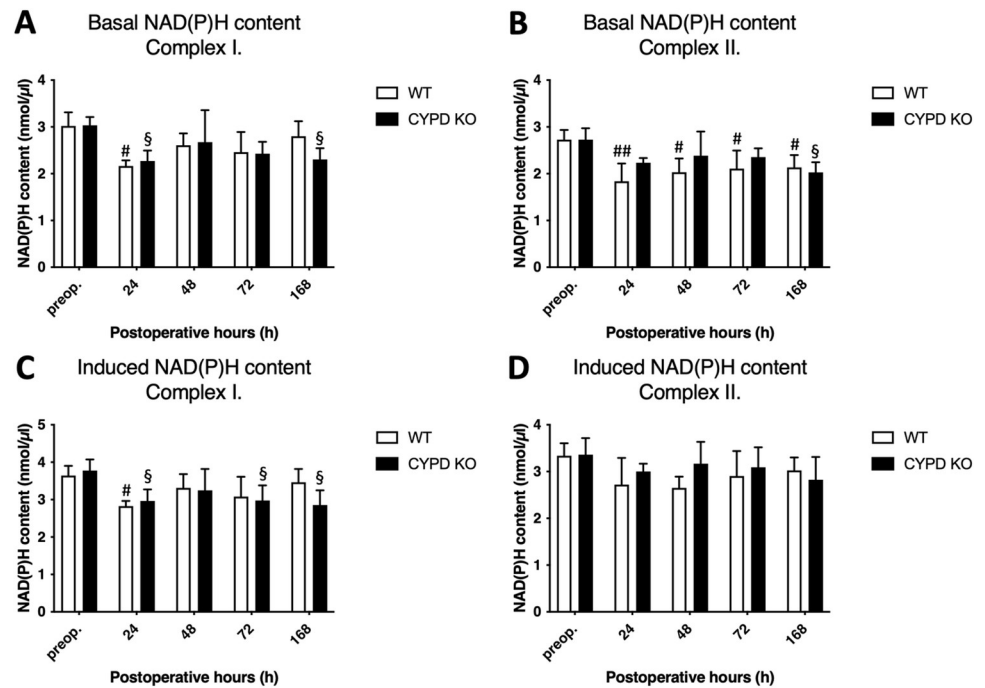 A
Basal NAD(P)H content
Complex I.
NAD(P)H content (nmol/µl)
4
3
2
1
0
#
§
§
preop.
24
48
72
168
Postoperative hours (h)
WT
CYPD KO
B
Basal NAD(P)H content
Complex II.
NAD(P)H content (nmol/µl)
4
3
2
1
0
##
#
#
#
§
preop.
24
48
72
168
Postoperative hours (h)
WT
CYPD KO
C
Induced NAD(P)H content
Complex I.
NAD(P)H content (nmol/µl)
5
4
3
2
1
0
#
§
§
§
preop.
24
48
72
168
Postoperative hours (h)
WT
CYPD KO
D
Induced NAD(P)H content
Complex II.
NAD(P)H content (nmol/µl)
4
3
2
1
0
preop.
24
48
72
168
Postoperative hours (h)
WT
CYPD KO